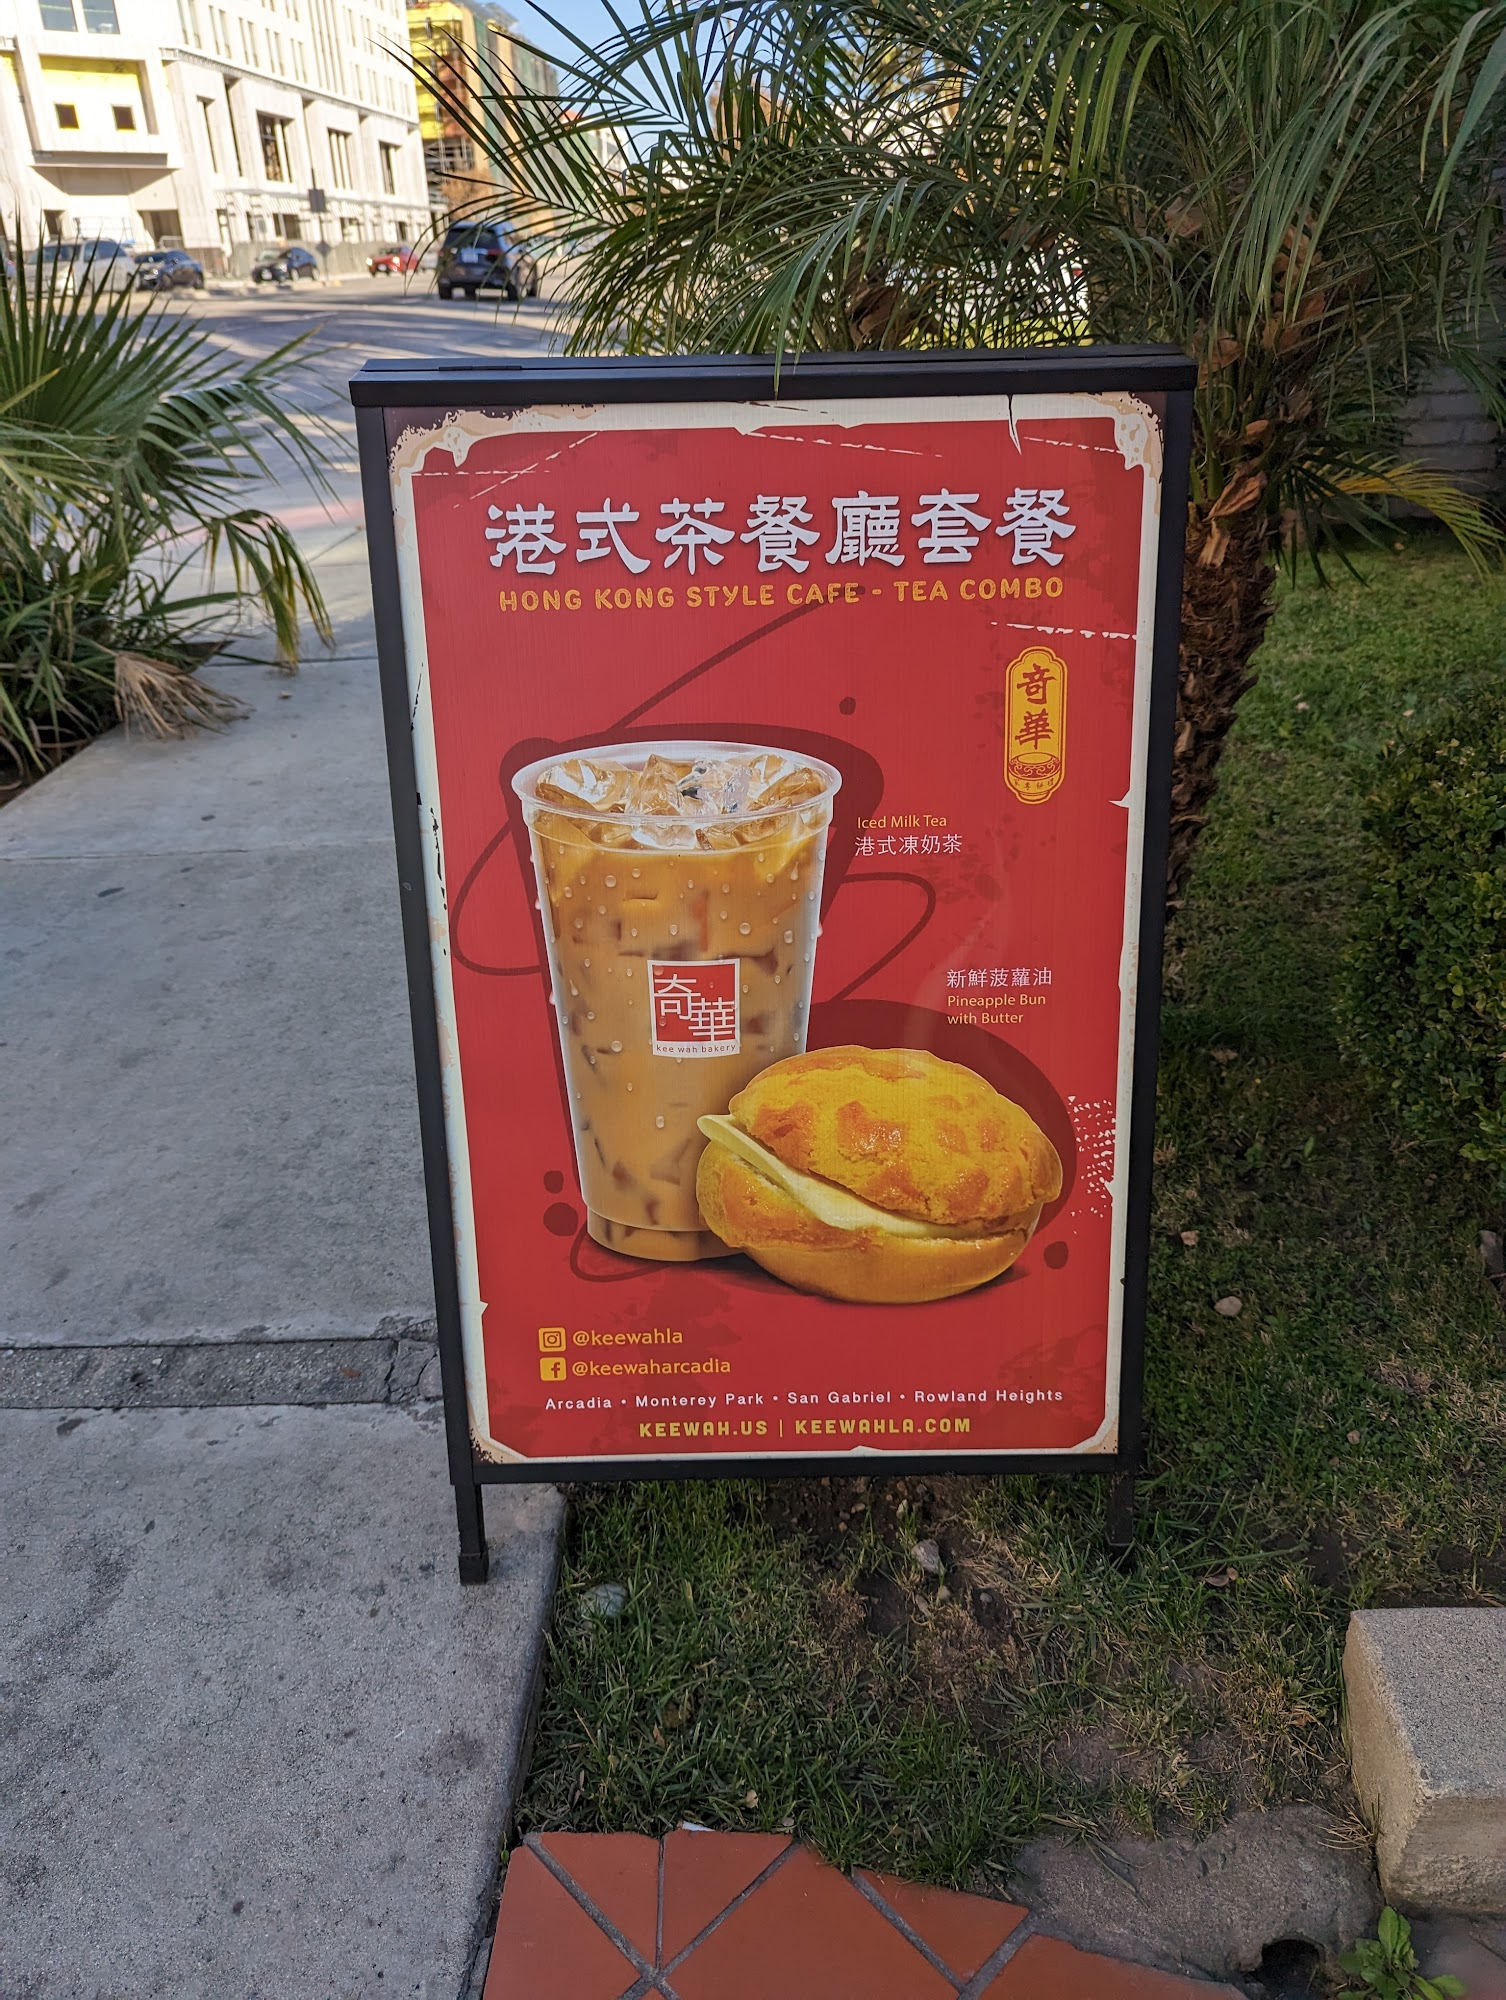 港式茶餐廳套餐
HONG KONG STYLE CAFE - TEA COMBO
奇華
Iced Milk Tea
港式凍奶茶
奇華
kee wah bakery
新鮮菠蘿油
Pineapple Bun
with Butter
@keewahla
@keewaharcadia
Arcadia • Monterey Park • San Gabriel • Rowland Heights
KEEWAH.US | KEEWAHLA.COM